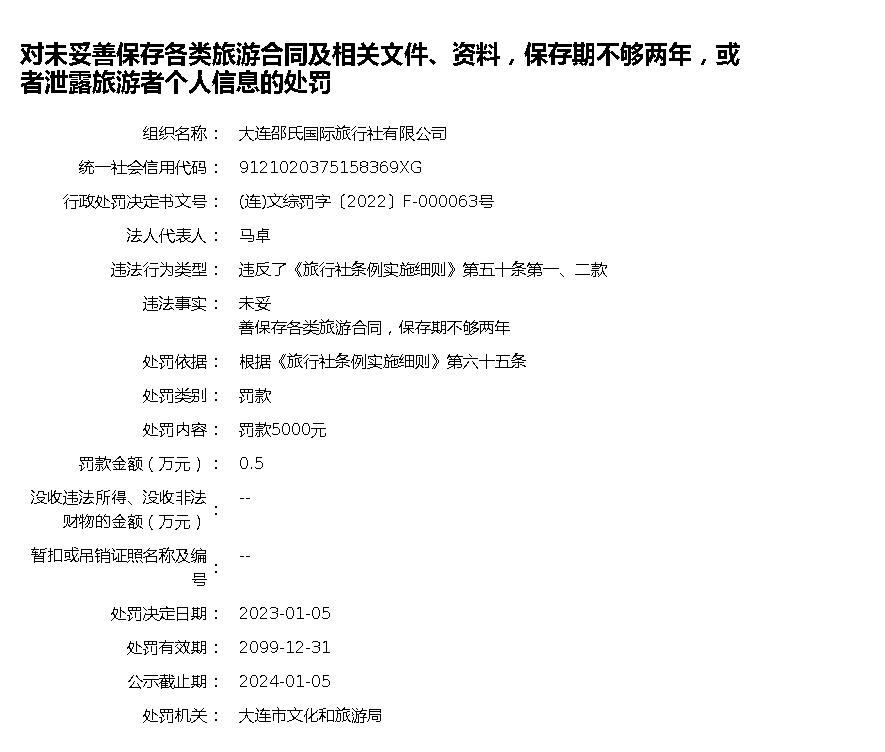 对未妥善保存各类旅游合同及相关文件、资料，保存期不够两年，或
者泄露旅游者个人信息的处罚
组织名称： 大连邵氏国际旅行社有限公司
统一社会信用代码： 9121020375158369XG
行政处罚决定书文号： (连)文综罚字〔2022〕F-000063号
法人代表人： 马卓
违法行为类型： 违反了《旅行社条例实施细则》第五十条第一、二款
违法事实： 未妥
善保存各类旅游合同，保存期不够两年
处罚依据： 根据《旅行社条例实施细则》第六十五条
处罚类别： 罚款
处罚内容： 罚款5000元
罚款金额（万元）： 0.5
没收违法所得、没收非法 --
财物的金额（万元）：
暂扣或吊销证照名称及编 --
号：
处罚决定日期： 2023-01-05
处罚有效期： 2099-12-31
公示截止期： 2024-01-05
处罚机关： 大连市文化和旅游局